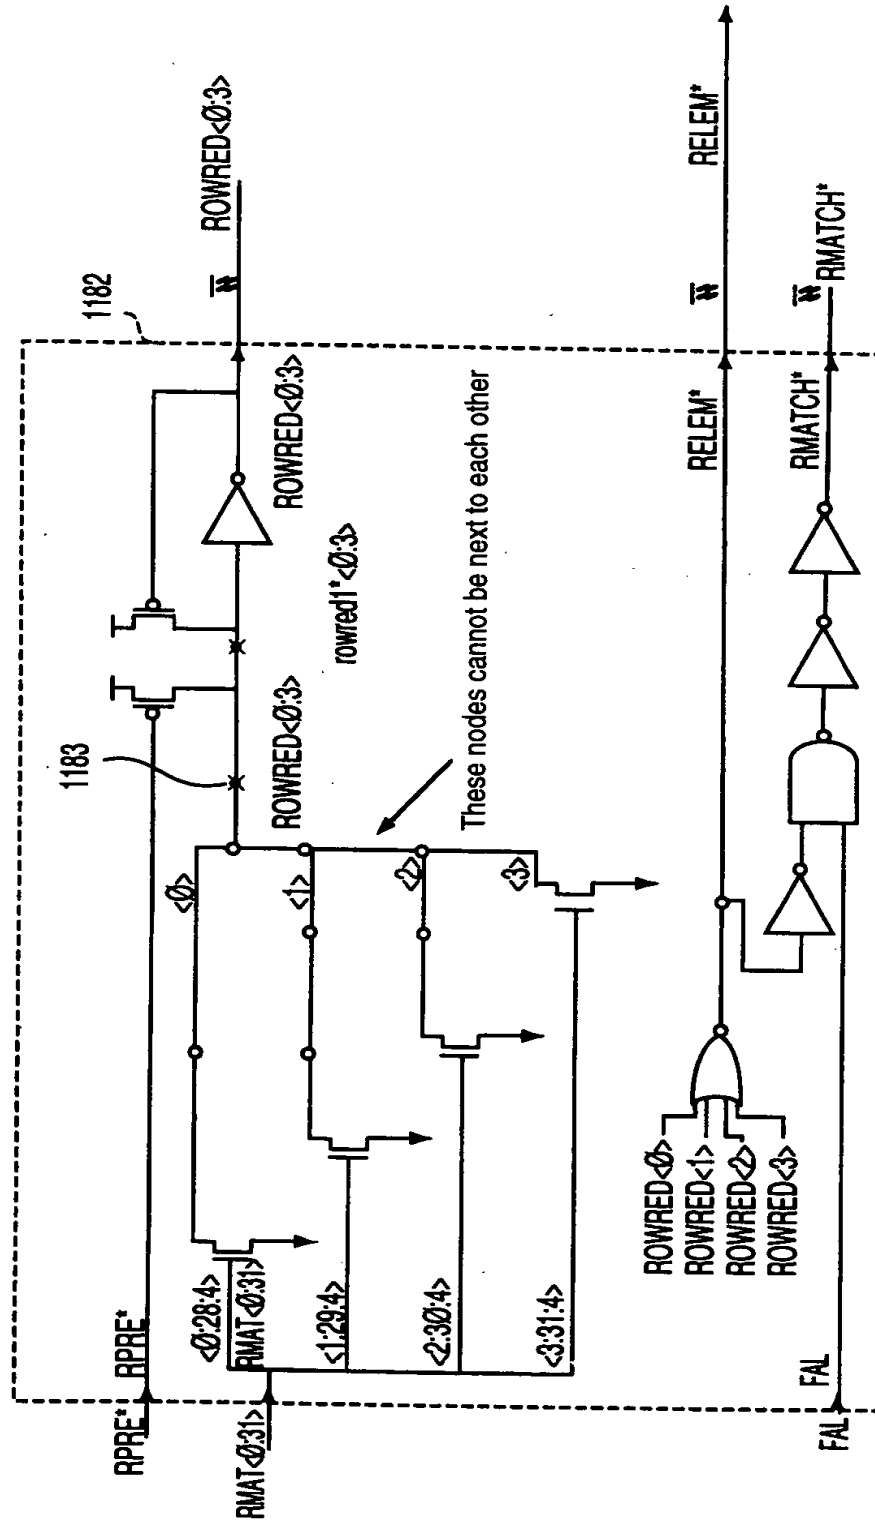 1182
ROWRED<Ø:3>
RPRE*
RPRE*
1183
ROWRED<Ø:3>
rowred1*<Ø:3>
ROWRED<Ø:3>
ROWRED<Ø:3>
RMAT<Ø:31>
<Ø:28:4>
RMAT<Ø:31>
<1:29:4>
<2:3Ø:4>
<3:31:4>
<Ø>
<1>
<2>
<3>
These nodes cannot be next to each other
ROWRED<Ø>
ROWRED<1>
ROWRED<2>
ROWRED<3>
RELEM*
RELEM*
FAL
FAL
RMATCH*
RMATCH*